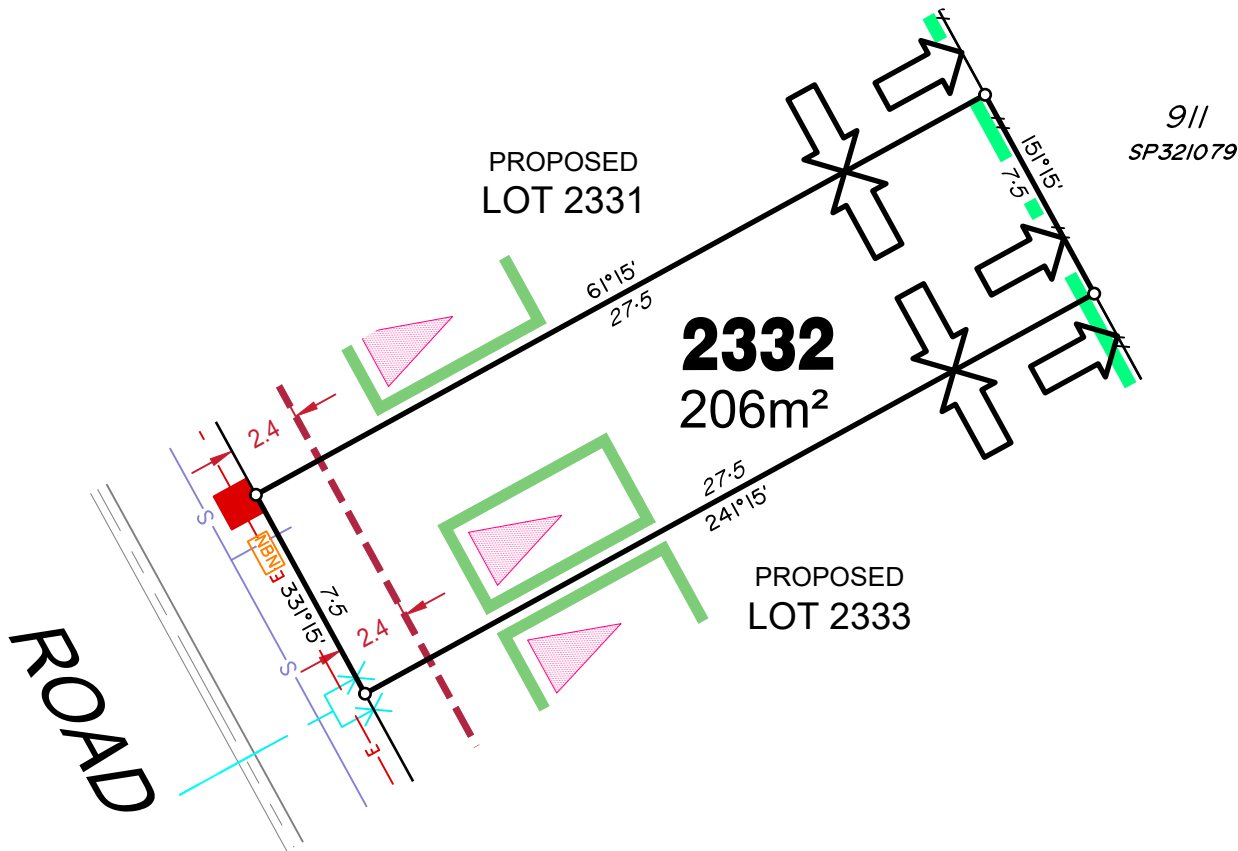 911
SP321079
151°15'
7·5
PROPOSED
LOT 2331
61°15'
27·5
2332
206m²
2.4
S
NBN
E
331°15'
7·5
2.4
27·5
241°15'
PROPOSED
LOT 2333
S
E
ROAD